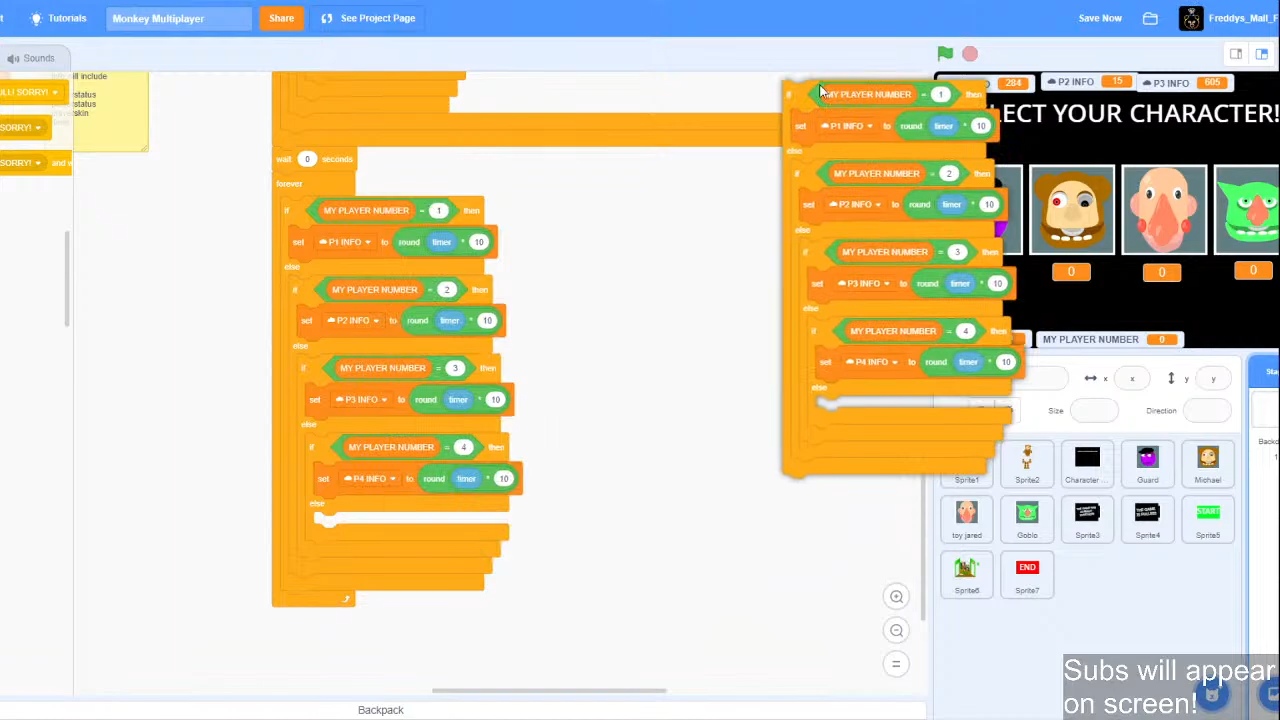 Tutorials
Monkey Multiplayer
Share
See Project Page
Save Now
Freddys_Mall_F
Sounds
will include
status
skin
ULL! SORRY!
SORRY!
SORRY! and w
wait 0 seconds
forever
if MY PLAYER NUMBER = 1 then
set P1 INFO to round timer * 10
else
if MY PLAYER NUMBER = 2 then
set P2 INFO to round timer * 10
else
if MY PLAYER NUMBER = 3 then
set P3 INFO to round timer * 10
else
if MY PLAYER NUMBER = 4 then
set P4 INFO to round timer * 10
else
if MY PLAYER NUMBER = 1 then
set P1 INFO to round timer * 10
else
if MY PLAYER NUMBER = 2 then
set P2 INFO to round timer * 10
else
if MY PLAYER NUMBER = 3 then
set P3 INFO to round timer * 10
else
if MY PLAYER NUMBER = 4 then
set P4 INFO to round timer * 10
else
284 P2 INFO 15 P3 INFO 605
LECT YOUR CHARACTER!
0 0 0
MY PLAYER NUMBER 0
x x y y
Size Direction
Sta
Sprite1 Sprite2 Character ... Guard Michael
toy jared Goblo Sprite3 Sprite4 Sprite5
START
Sprite6 Sprite7
END
Backpack
Subs will appear
on screen!